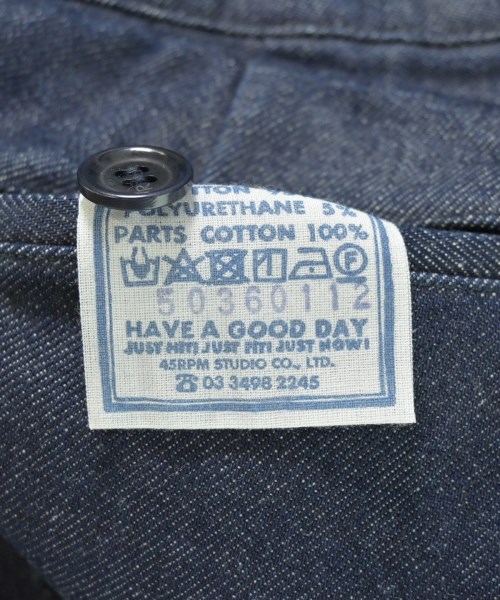 COTTON
POLYURETHANE 5%
PARTS COTTON 100%
F
50360112
HAVE A GOOD DAY
JUST HIT! JUST FIT! JUST NOW!
45RPM STUDIO CO., LTD.
☎ 03 3498 2245